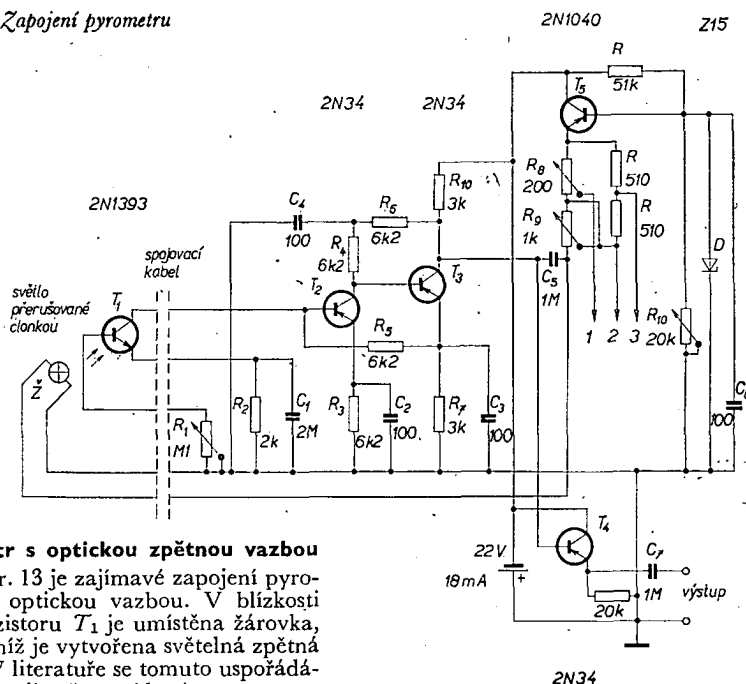 Zapojení pyrometru
2N1040
Z15
R
51k
2N34
2N34
T5
R10
3k
R8
200
R
510
2N1393
C4
100
R6
6k2
R9
1k
R
510
D
spojovací
kabel
R4
6k2
T3
C5
1M
světlo
přerušované
clonkou
T1
T2
1 2 3
R10
20k
R5
6k2
Ž
C6
100
R1
M1
R2
2k
C1
2M
R3
6k2
C2
100
R7
3k
C3
100
T4
tr s optickou zpětnou vazbou
22V
18mA
+
C7
1M
výstup
r. 13 je zajímavé zapojení pyro-
optickou vazbou. V blízkosti
zistoru T1 je umístěna žárovka,
níž je vytvořena světelná zpětná
V literatuře se tomuto uspořádá-
20k
2N34